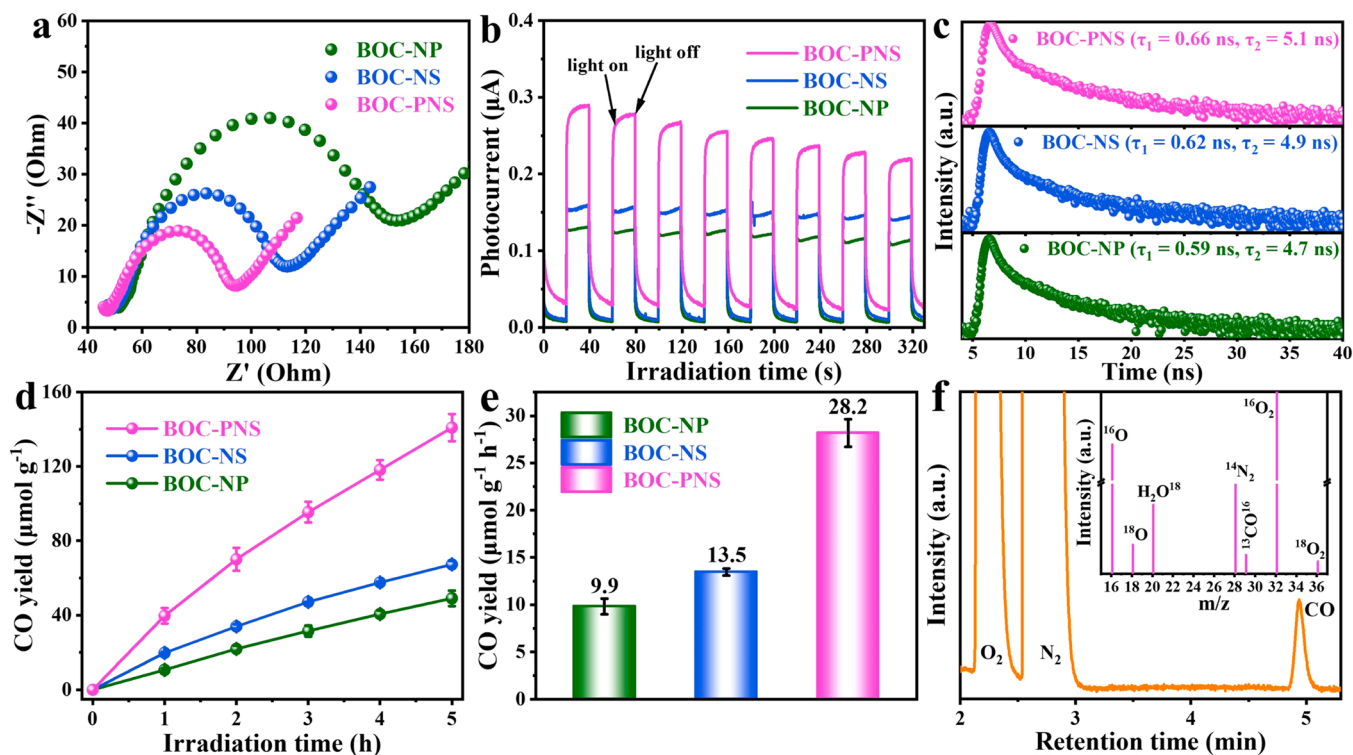 a
60
50
40
30
20
10
0
-Z'' (Ohm)
BOC-NP
BOC-NS
BOC-PNS
40 60 80 100 120 140 160 180
Z' (Ohm)
b
0.4
0.3
0.2
0.1
0.0
Photocurrent (μA)
light on
light off
BOC-PNS
BOC-NS
BOC-NP
0 40 80 120 160 200 240 280 320
Irradiation time (s)
c
Intensity (a.u.)
BOC-PNS (τ₁ = 0.66 ns, τ₂ = 5.1 ns)
BOC-NS (τ₁ = 0.62 ns, τ₂ = 4.9 ns)
BOC-NP (τ₁ = 0.59 ns, τ₂ = 4.7 ns)
5 10 15 20 25 30 35 40
Time (ns)
d
160
120
80
40
0
CO yield (μmol g⁻¹)
BOC-PNS
BOC-NS
BOC-NP
0 1 2 3 4 5
Irradiation time (h)
e
30
25
20
15
10
5
0
CO yield (μmol g⁻¹ h⁻¹)
BOC-NP
BOC-NS
BOC-PNS
9.9
13.5
28.2
f
Intensity (a.u.)
O₂
N₂
CO
2 3 4 5
Retention time (min)
Intensity (a.u.)
¹⁶O
¹⁸O
H₂O¹⁸
¹⁴N₂
¹³CO¹⁶
¹⁶O₂
¹⁸O₂
16 18 20 22 24 26 28 30 32 34 36
m/z